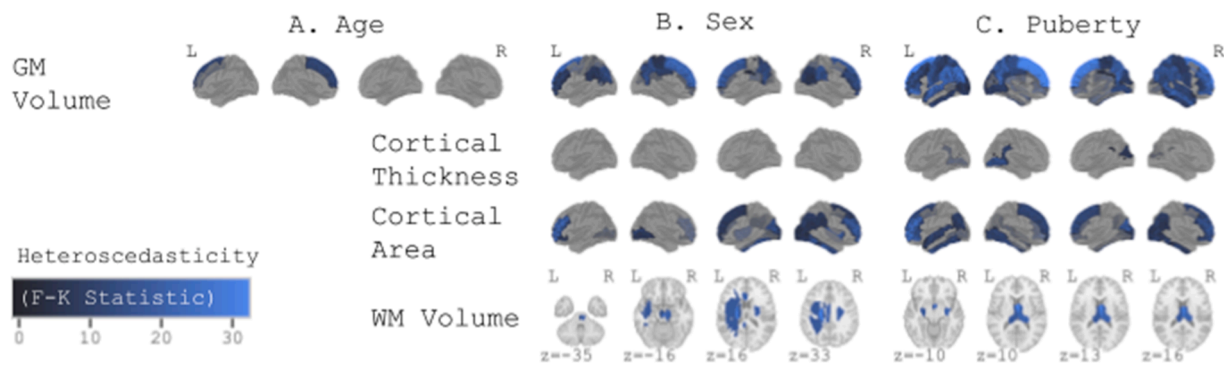 A. Age
B. Sex
C. Puberty
L R
L R
L R
GM
Volume
Cortical
Thickness
Cortical
Area
Heteroscedasticity
(F-K Statistic)
0 10 20 30
WM Volume
L R L R L R L R
L R L R L R L R
z=-35 z=-16 z=16 z=33
z=-10 z=10 z=13 z=16